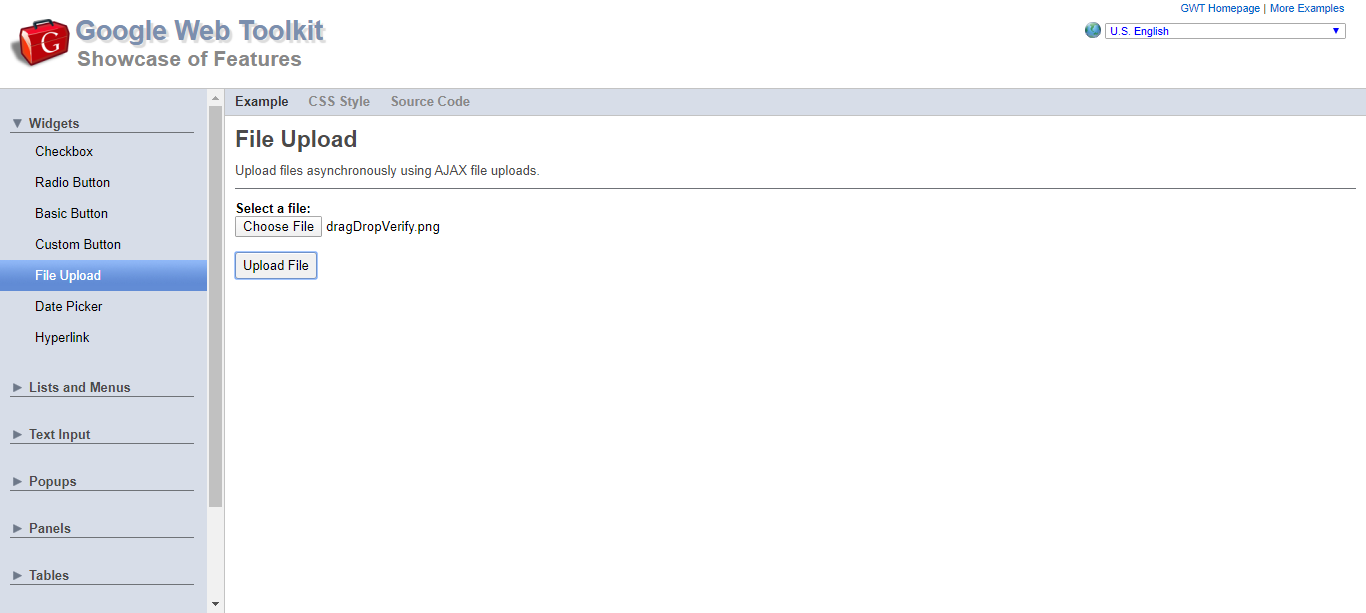 GWT Homepage | More Examples
G
Google Web Toolkit
Showcase of Features
U.S. English
Widgets
Checkbox
Radio Button
Basic Button
Custom Button
File Upload
Date Picker
Hyperlink
Lists and Menus
Text Input
Popups
Panels
Tables
Example CSS Style Source Code
File Upload
Upload files asynchronously using AJAX file uploads.
Select a file:
Choose File dragDropVerify.png
Upload File